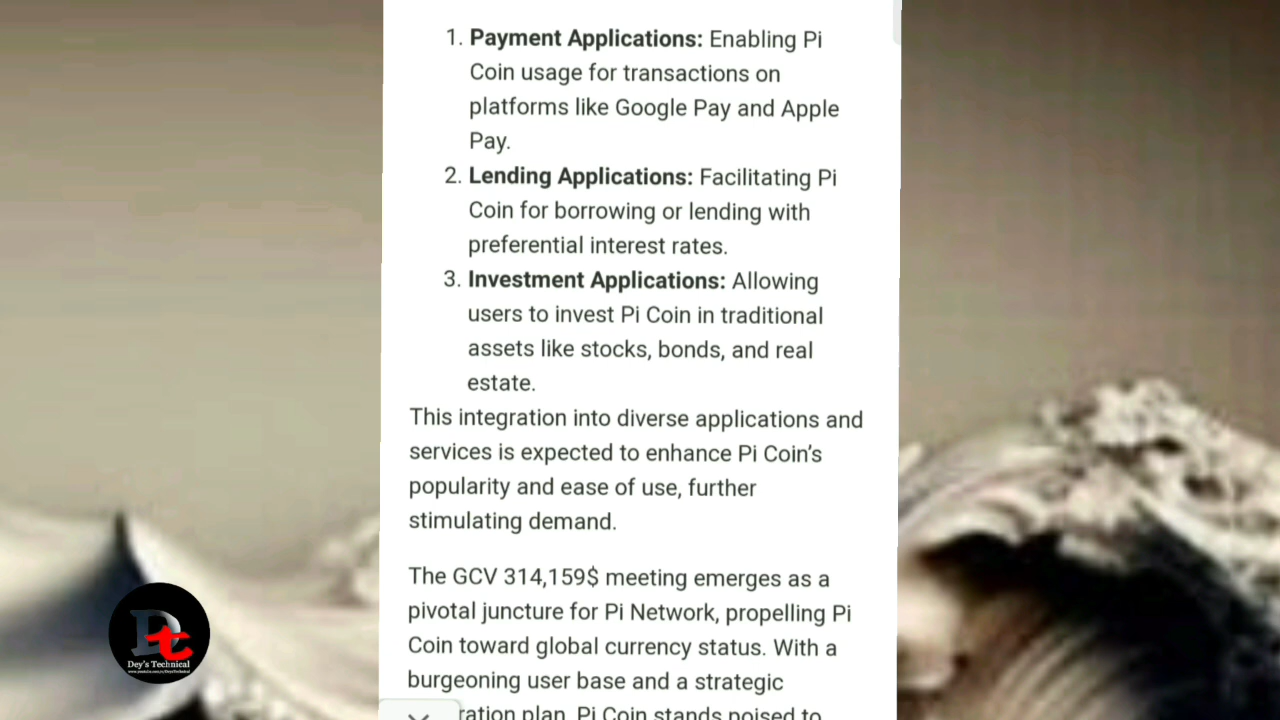 1. Payment Applications: Enabling Pi
Coin usage for transactions on
platforms like Google Pay and Apple
Pay.
2. Lending Applications: Facilitating Pi
Coin for borrowing or lending with
preferential interest rates.
3. Investment Applications: Allowing
users to invest Pi Coin in traditional
assets like stocks, bonds, and real
estate.
This integration into diverse applications and
services is expected to enhance Pi Coin’s
popularity and ease of use, further
stimulating demand.
The GCV 314,159$ meeting emerges as a
pivotal juncture for Pi Network, propelling Pi
Coin toward global currency status. With a
burgeoning user base and a strategic
ration plan, Pi Coin stands poised to
Dt
Dey's Technical